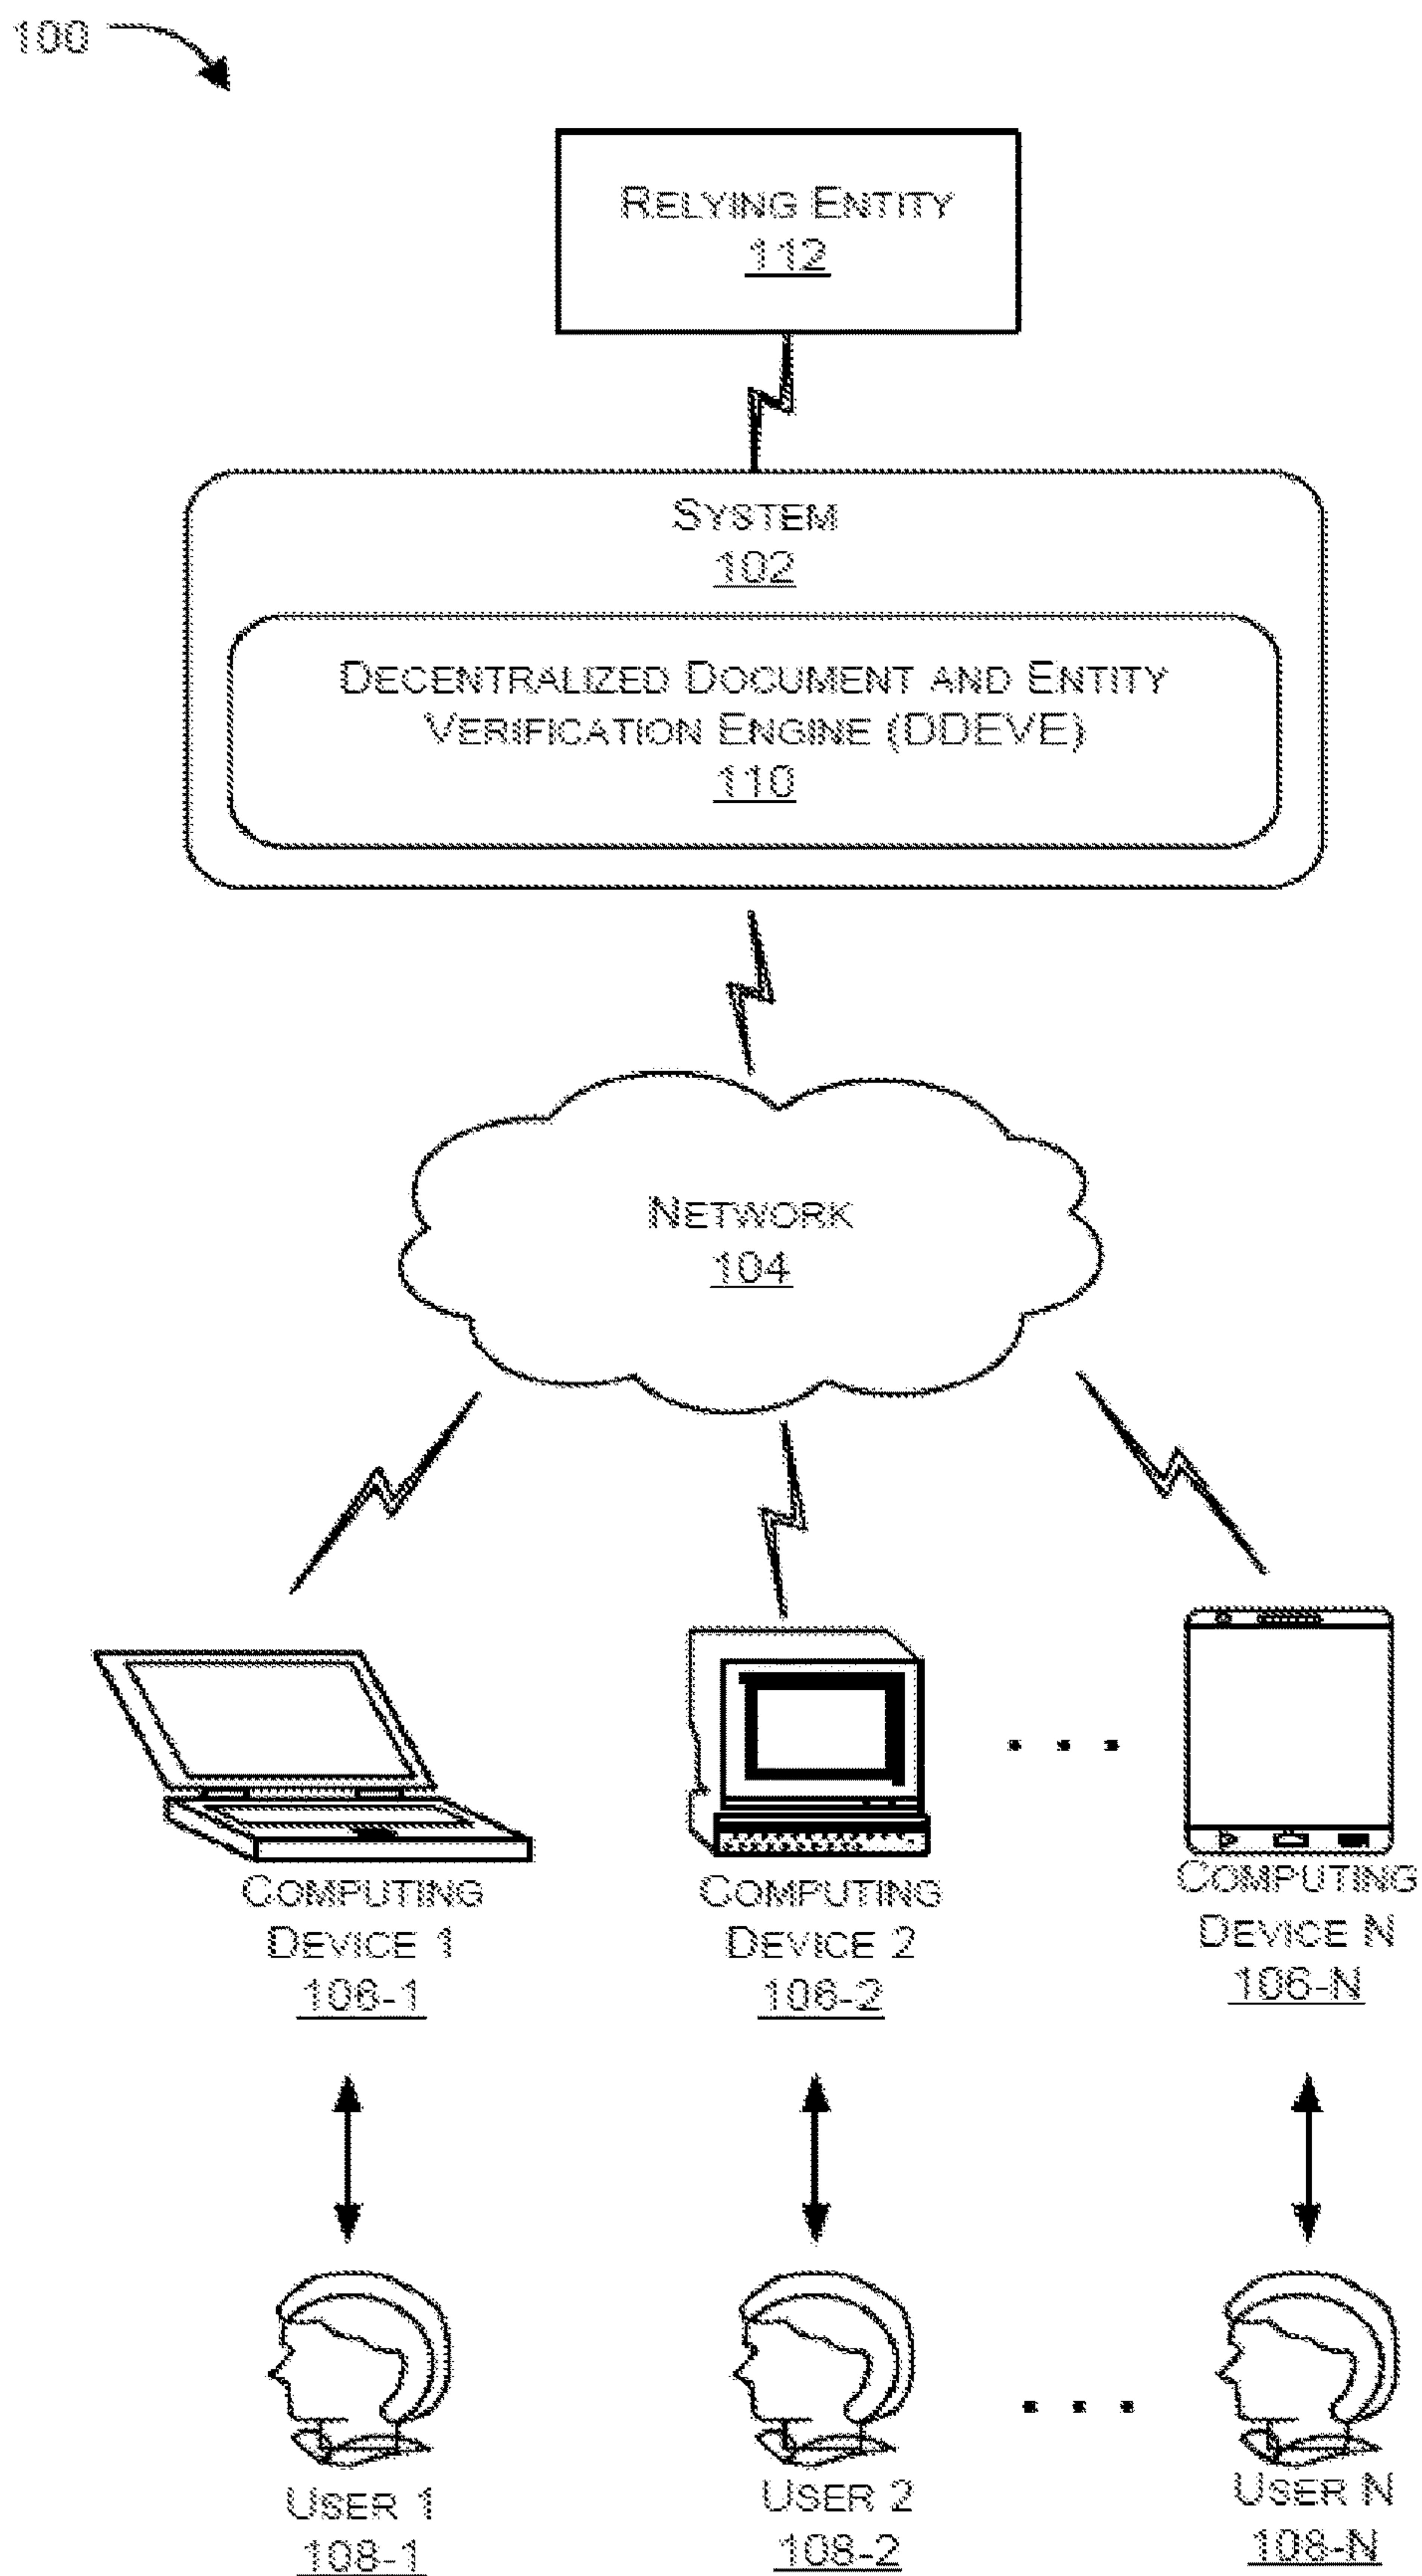 100
RELYING ENTITY
112
SYSTEM
102
DECENTRALIZED DOCUMENT AND ENTITY
VERIFICATION ENGINE (DDEVE)
110
NETWORK
104
COMPUTING
DEVICE 1
106-1
COMPUTING
DEVICE 2
106-2
COMPUTING
DEVICE N
106-N
USER 1
108-1
USER 2
108-2
USER N
108-N